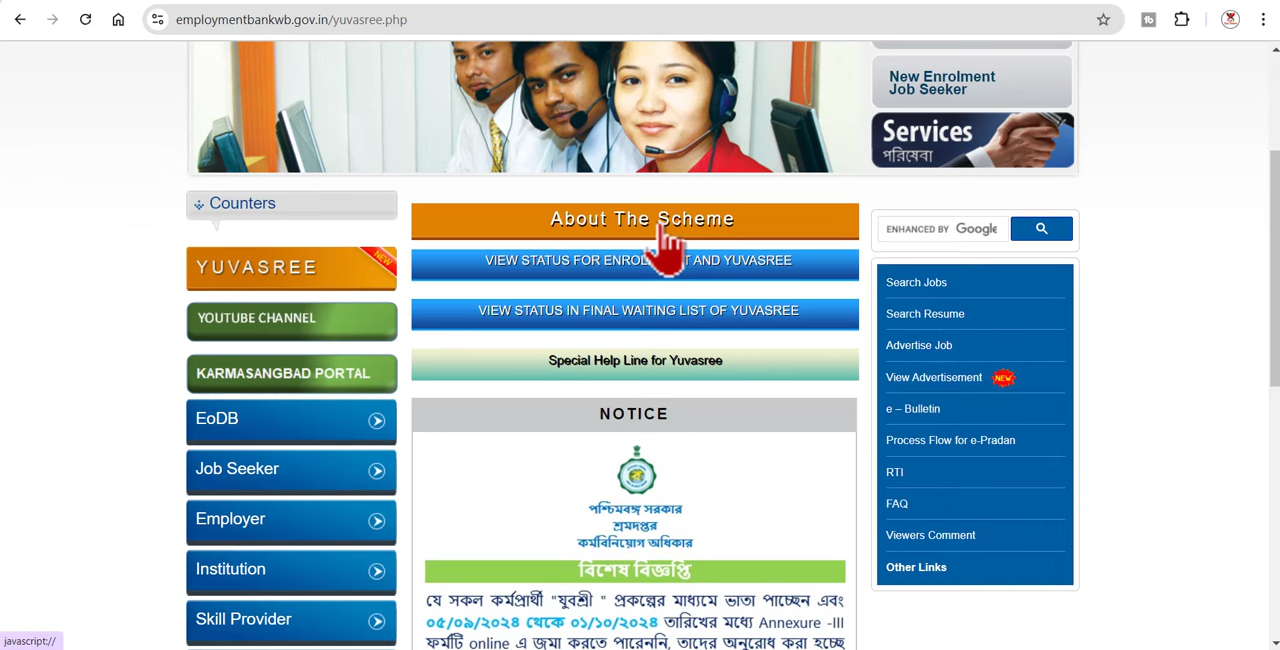 employmentbankwb.gov.in/yuvasree.php
New Enrolment
Job Seeker
Services
পরিষেবা
Counters
YUVASREE
NEW
YOUTUBE CHANNEL
KARMASANGBAD PORTAL
EoDB
Job Seeker
Employer
Institution
Skill Provider
About The Scheme
VIEW STATUS FOR ENROL T AND YUVASREE
VIEW STATUS IN FINAL WAITING LIST OF YUVASREE
Special Help Line for Yuvasree
NOTICE
পশ্চিমবঙ্গ সরকার
শ্রমদপ্তর
কর্মবিনিয়োগ অধিকার
বিশেষ বিজ্ঞপ্তি
যে সকল কর্মপ্রার্থী "যুবশ্রী " প্রকল্পের মাধ্যমে ভাতা পাচ্ছেন এবং
০৫/০৯/২০২৪ থেকে ০১/১০/২০২৪ তারিখের মধ্যে Annexure -III
ফর্মটি online এ জমা করতে পারেননি, তাদের অনুরোধ করা হচ্ছে
ENHANCED BY Google
Search Jobs
Search Resume
Advertise Job
View Advertisement NEW
e – Bulletin
Process Flow for e-Pradan
RTI
FAQ
Viewers Comment
Other Links
javascript://